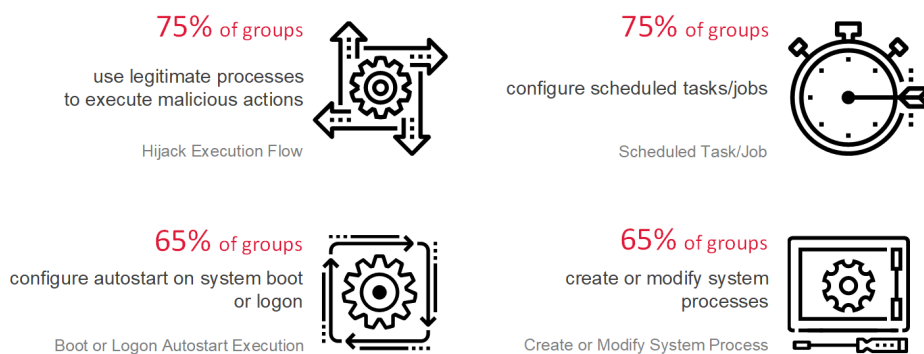 75% of groups
use legitimate processes
to execute malicious actions
Hijack Execution Flow
75% of groups
configure scheduled tasks/jobs
Scheduled Task/Job
65% of groups
configure autostart on system boot
or logon
Boot or Logon Autostart Execution
65% of groups
create or modify system
processes
Create or Modify System Process